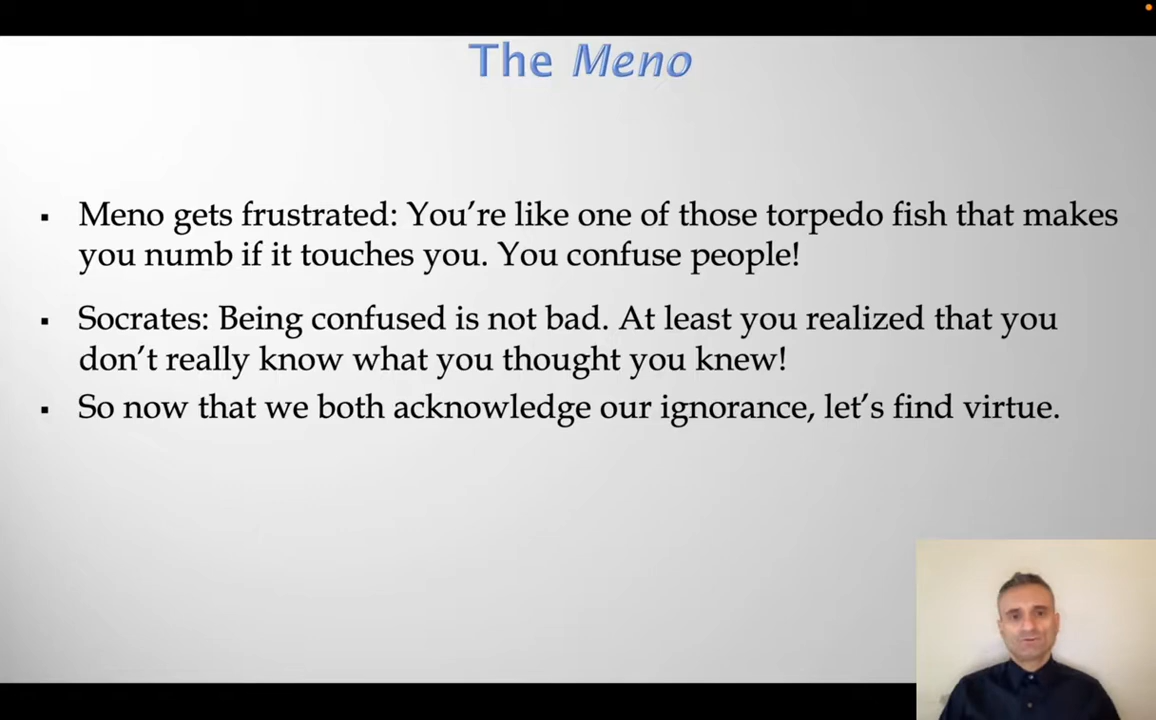 The Meno
Meno gets frustrated: You're like one of those torpedo fish that makes
you numb if it touches you. You confuse people!
Socrates: Being confused is not bad. At least you realized that you
don't really know what you thought you knew!
So now that we both acknowledge our ignorance, let's find virtue.